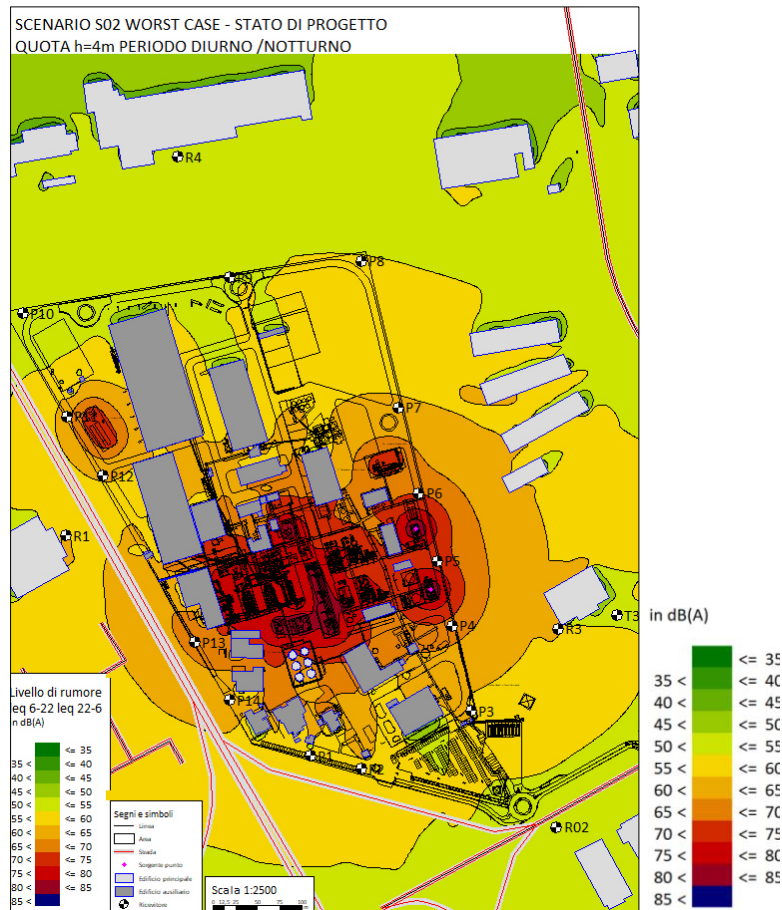 SCENARIO S02 WORST CASE - STATO DI PROGETTO
QUOTA h=4m PERIODO DIURNO /NOTTURNO
R4
P8
P9
P10
P7
P11
P12
P6
R1
P5
P4
R3
T3
P13
P14
P3
P1
P2
R02
Livello di rumore
leq 6-22 leq 22-6
in dB(A)
<= 35
35 < <= 40
40 < <= 45
45 < <= 50
50 < <= 55
55 < <= 60
60 < <= 65
65 < <= 70
70 < <= 75
75 < <= 80
80 < <= 85
85 <
Segni e simboli
Linea
Area
Strada
Sorgente punto
Edificio principale
Edificio ausiliario
Ricevitore
Scala 1:2500
0 12,5 25 50 75 100
in dB(A)
<= 35
35 < <= 40
40 < <= 45
45 < <= 50
50 < <= 55
55 < <= 60
60 < <= 65
65 < <= 70
70 < <= 75
75 < <= 80
80 < <= 85
85 <